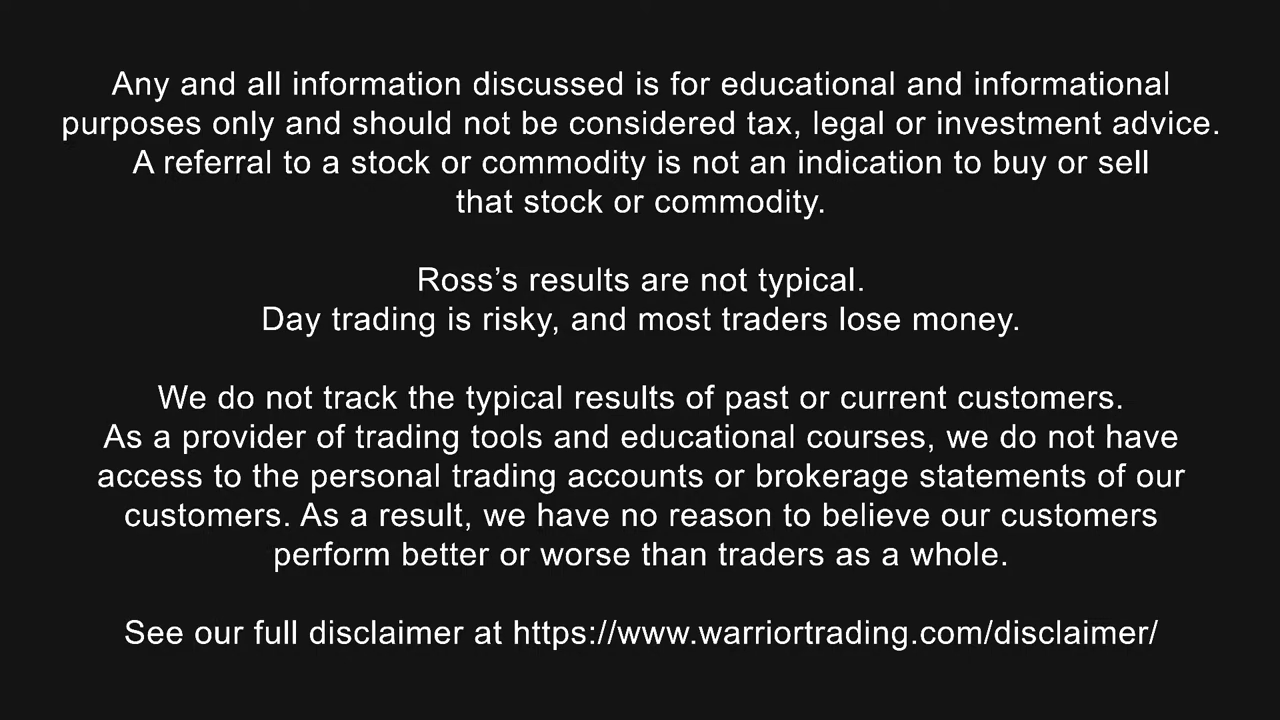 Any and all information discussed is for educational and informational
purposes only and should not be considered tax, legal or investment advice.
A referral to a stock or commodity is not an indication to buy or sell
that stock or commodity.
Ross’s results are not typical.
Day trading is risky, and most traders lose money.
We do not track the typical results of past or current customers.
As a provider of trading tools and educational courses, we do not have
access to the personal trading accounts or brokerage statements of our
customers. As a result, we have no reason to believe our customers
perform better or worse than traders as a whole.
See our full disclaimer at https://www.warriortrading.com/disclaimer/